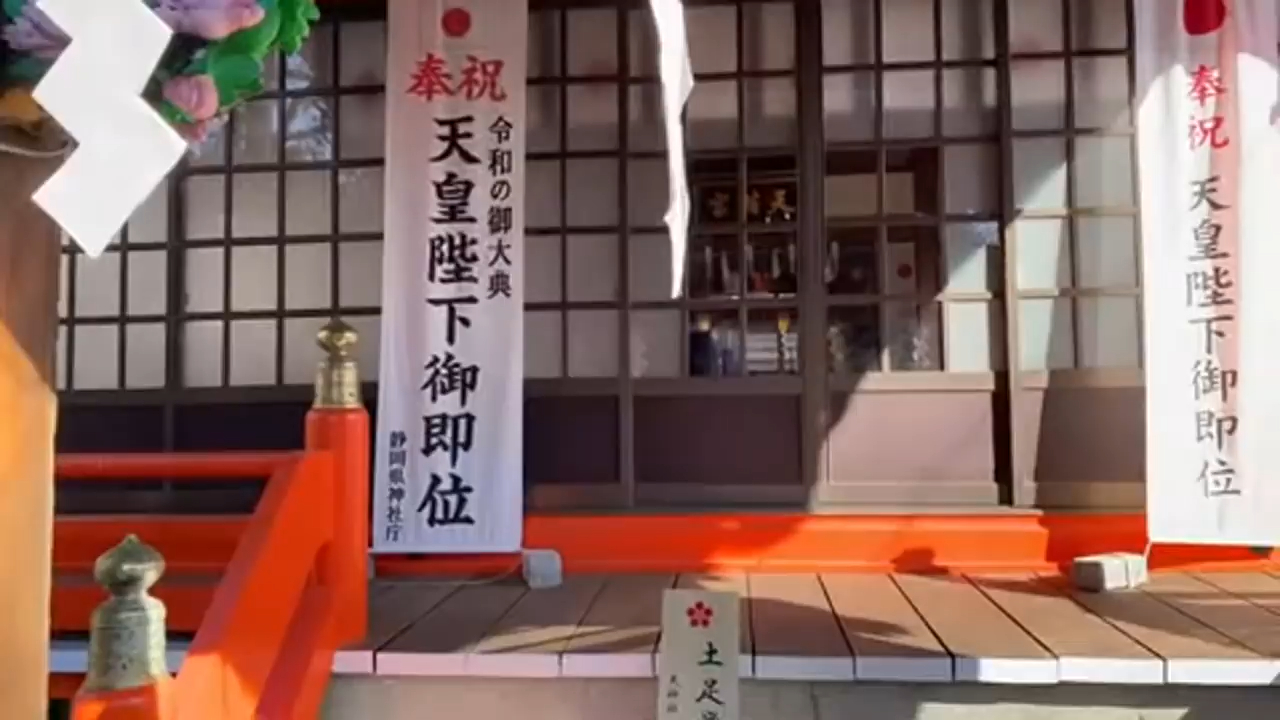 奉祝
令和の御大典
天皇陛下御即位
静岡県神社庁
奉祝
天皇陛下御即位
土足